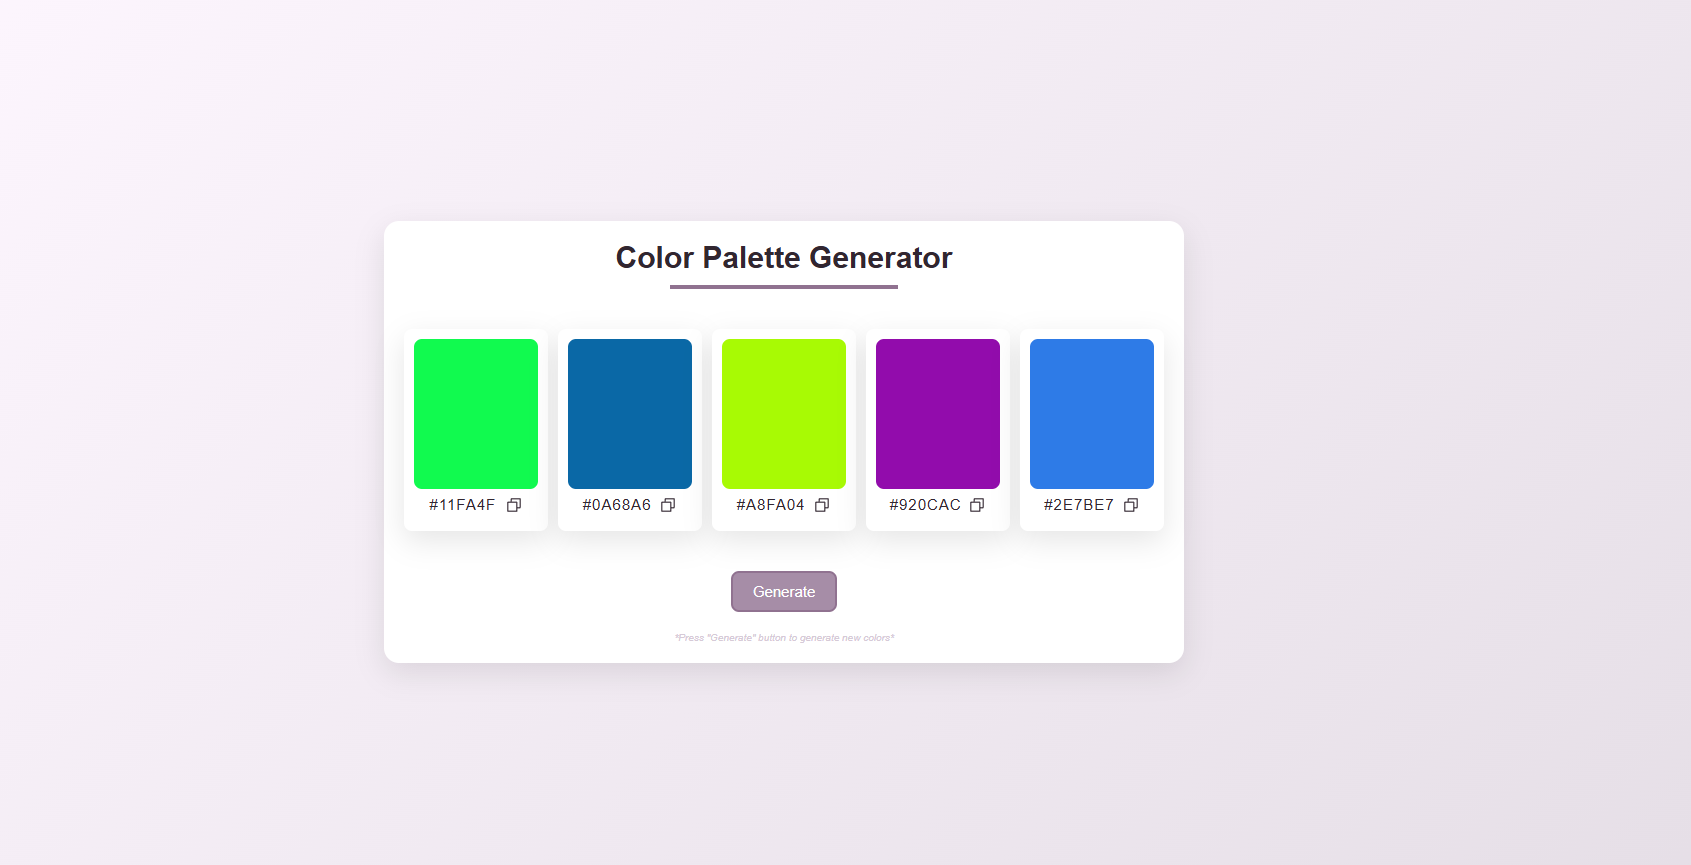 Color Palette Generator
#11FA4F #0A68A6 #A8FA04 #920CAC #2E7BE7
Generate
*Press "Generate" button to generate new colors*